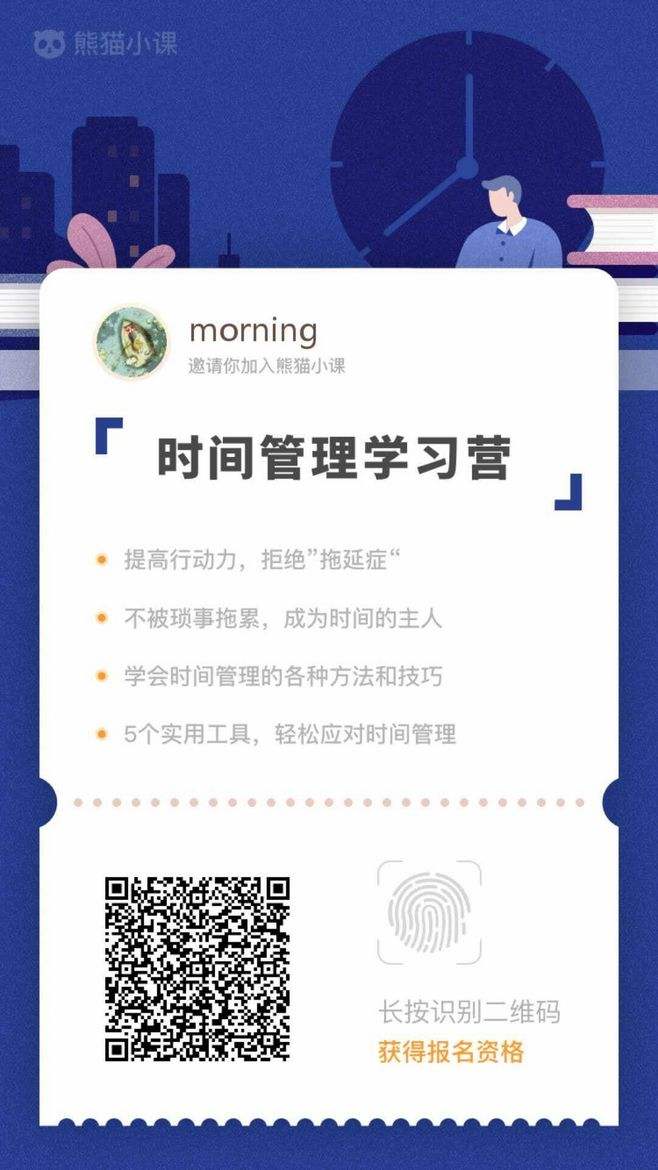 熊猫小课
morning
邀请你加入熊猫小课
时间管理学习营
提高行动力，拒绝”拖延症“
不被琐事拖累，成为时间的主人
学会时间管理的各种方法和技巧
5个实用工具，轻松应对时间管理
长按识别二维码
获得报名资格